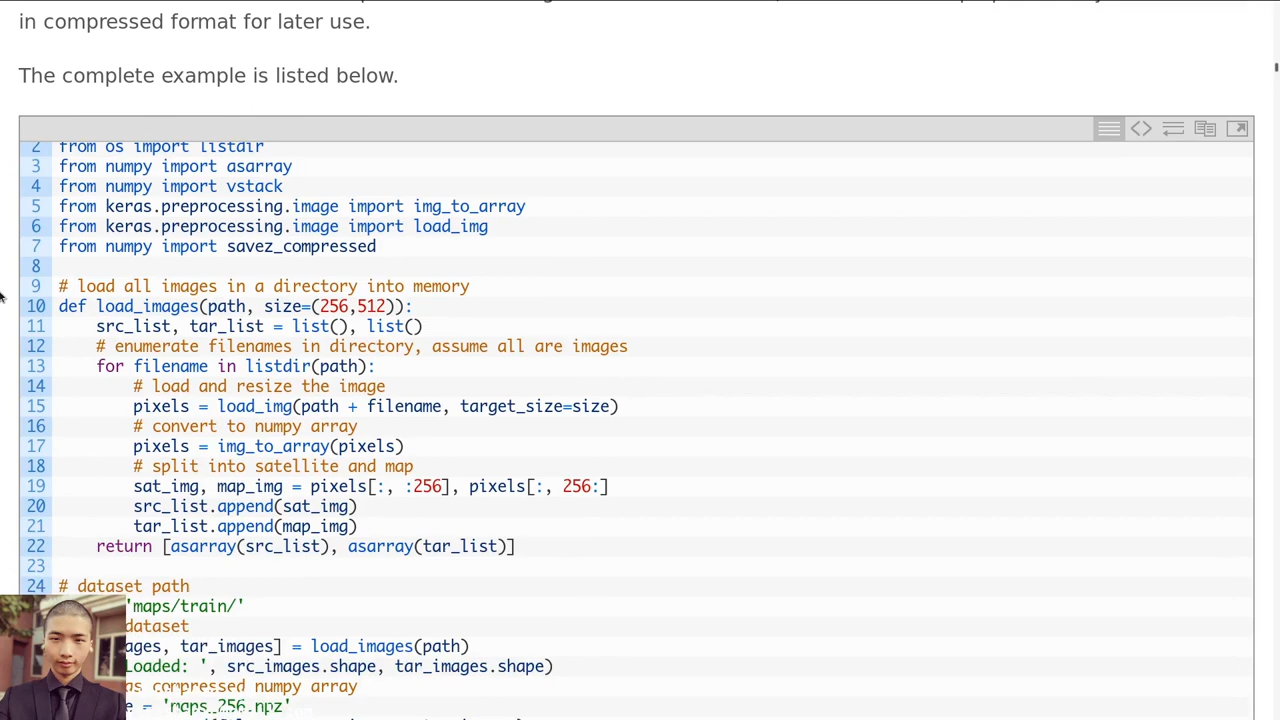 in compressed format for later use.
The complete example is listed below.
2 from os import listdir
3 from numpy import asarray
4 from numpy import vstack
5 from keras.preprocessing.image import img_to_array
6 from keras.preprocessing.image import load_img
7 from numpy import savez_compressed
8
9 # load all images in a directory into memory
10 def load_images(path, size=(256,512)):
11     src_list, tar_list = list(), list()
12     # enumerate filenames in directory, assume all are images
13     for filename in listdir(path):
14         # load and resize the image
15         pixels = load_img(path + filename, target_size=size)
16         # convert to numpy array
17         pixels = img_to_array(pixels)
18         # split into satellite and map
19         sat_img, map_img = pixels[:, :256], pixels[:, 256:]
20         src_list.append(sat_img)
21         tar_list.append(map_img)
22     return [asarray(src_list), asarray(tar_list)]
23
24 # dataset path
'maps/train/'
dataset
ages, tar_images] = load_images(path)
Loaded: ', src_images.shape, tar_images.shape)
as compressed numpy array
e = 'maps_256.npz'